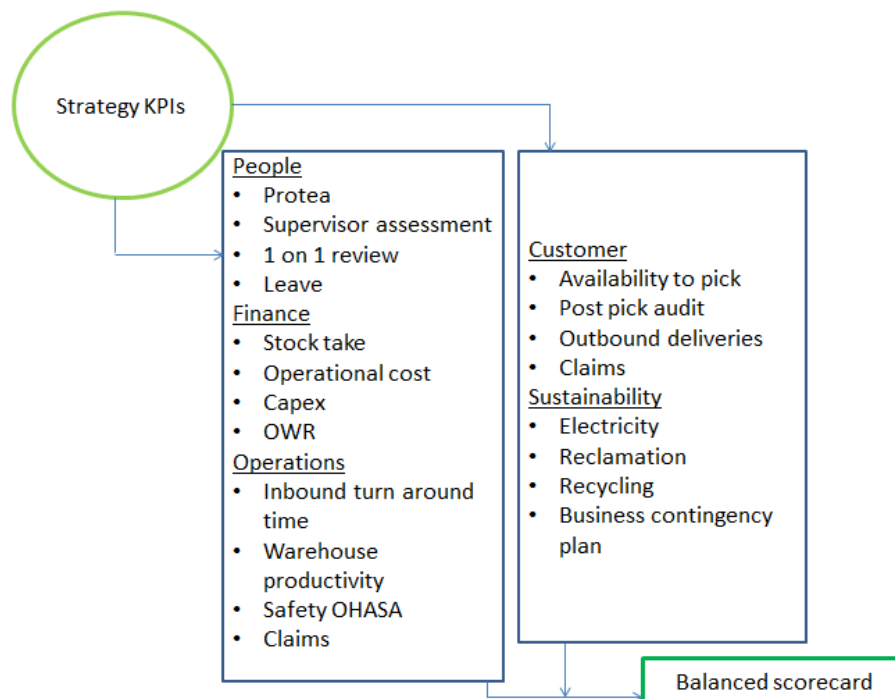 Strategy KPIs
People
• Protea
• Supervisor assessment
• 1 on 1 review
• Leave
Finance
• Stock take
• Operational cost
• Capex
• OWR
Operations
• Inbound turn around
time
• Warehouse
productivity
• Safety OHASA
• Claims
Customer
• Availability to pick
• Post pick audit
• Outbound deliveries
• Claims
Sustainability
• Electricity
• Reclamation
• Recycling
• Business contingency
plan
Balanced scorecard